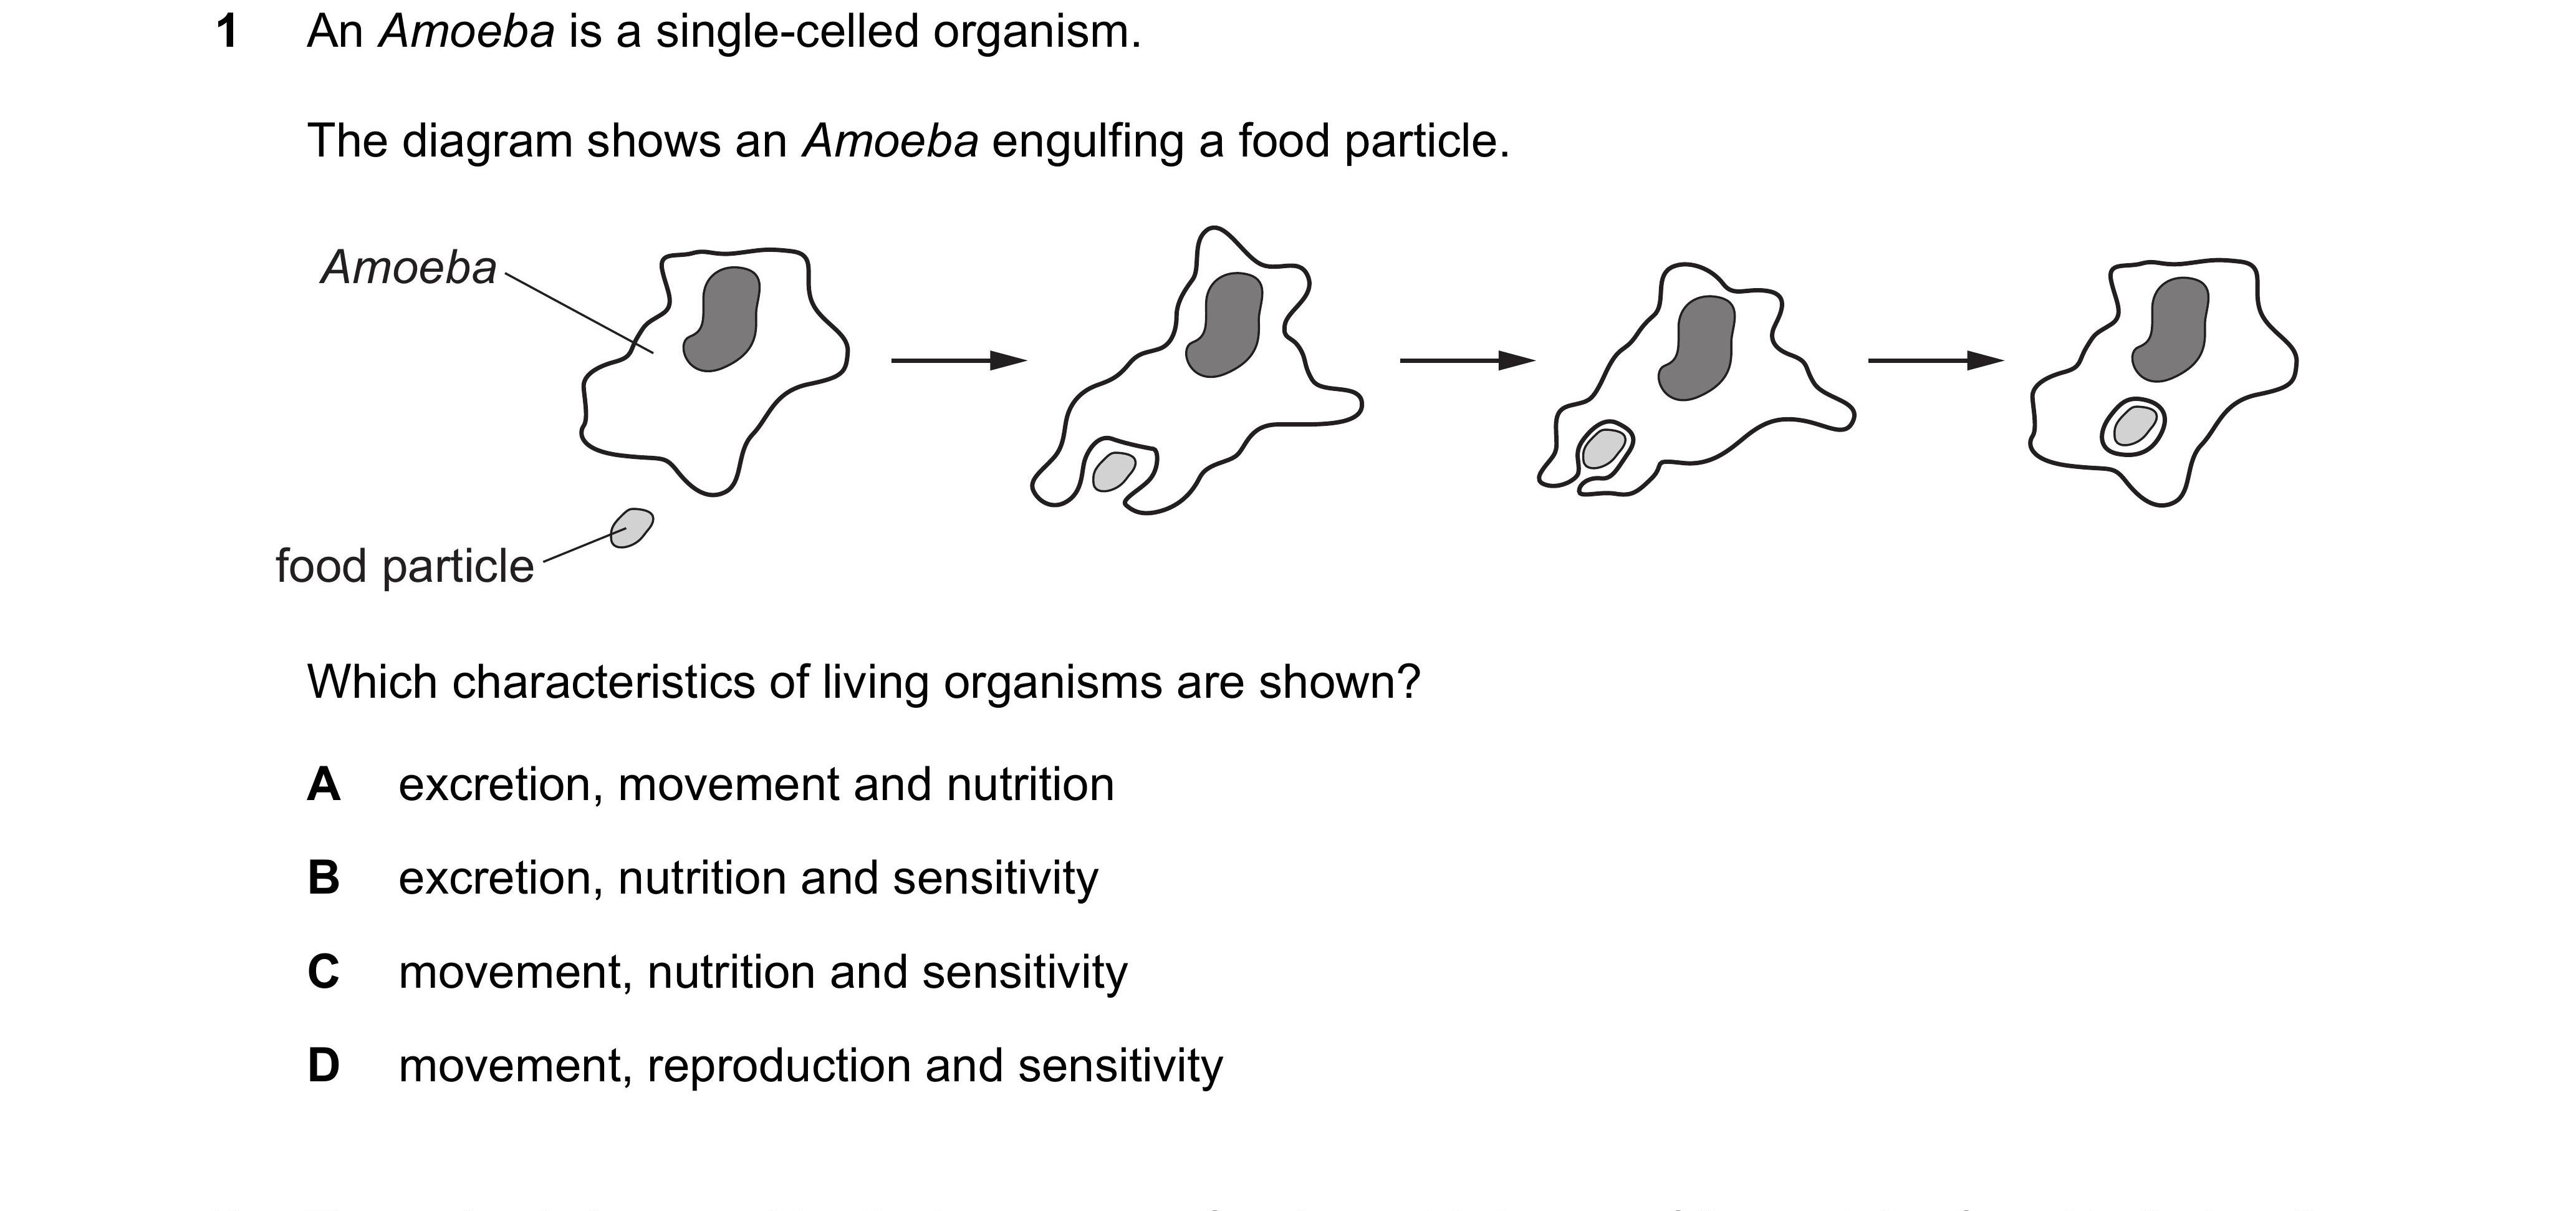 1 An Amoeba is a single-celled organism.
The diagram shows an Amoeba engulfing a food particle.
Amoeba
food particle
Which characteristics of living organisms are shown?
A excretion, movement and nutrition
B excretion, nutrition and sensitivity
C movement, nutrition and sensitivity
D movement, reproduction and sensitivity